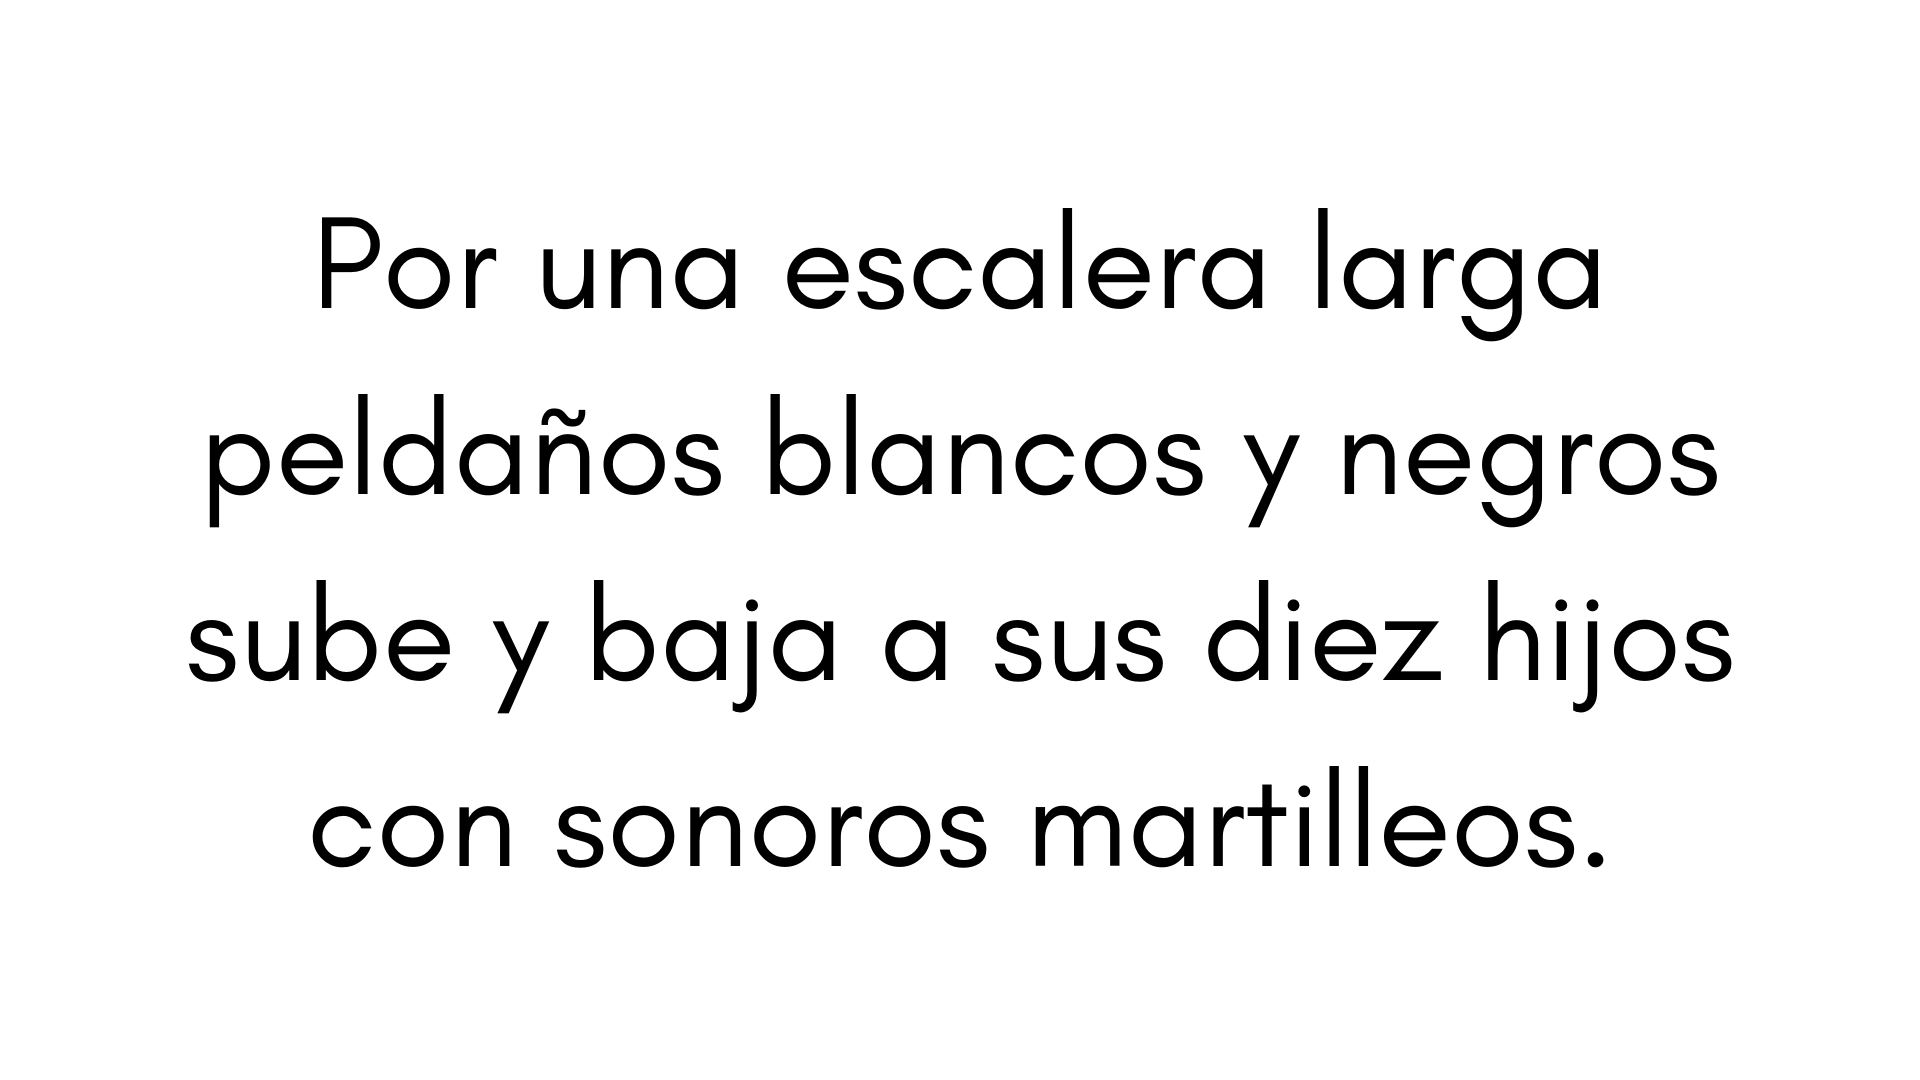 Por una escalera larga
peldaños blancos y negros
sube y baja a sus diez hijos
con sonoros martilleos.